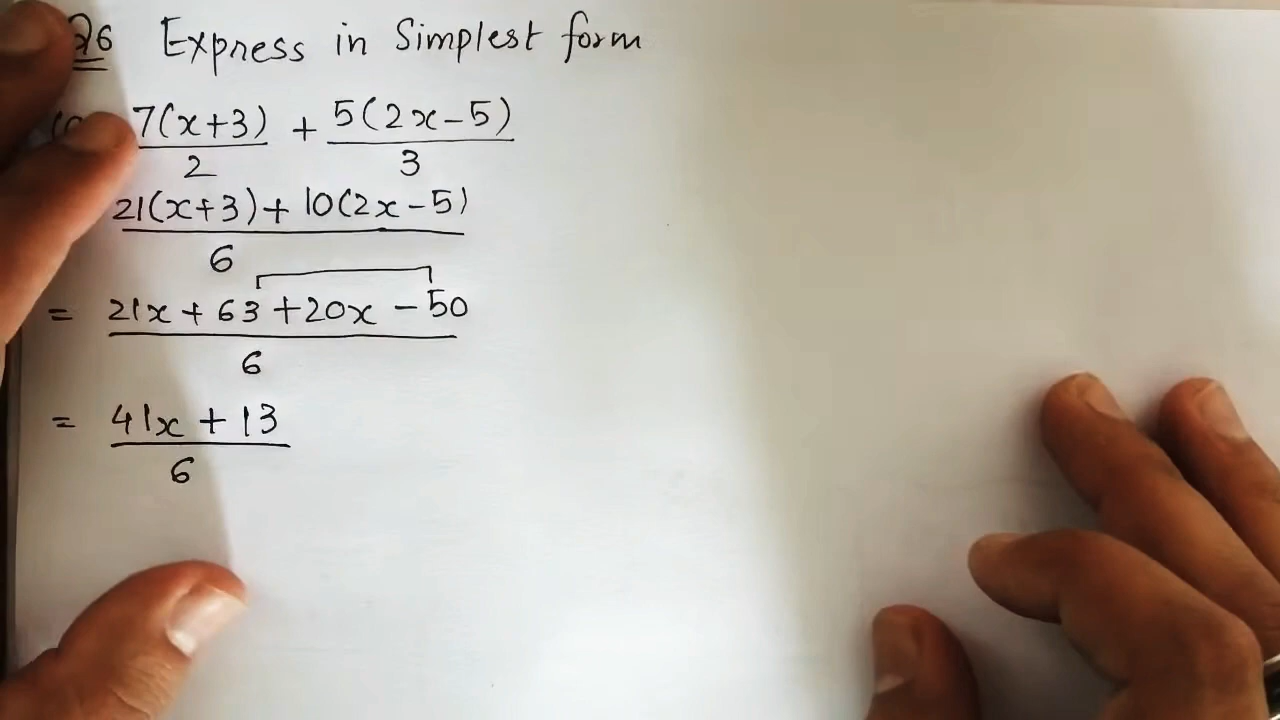 Q6 Express in Simplest form
7(x+3)/2 + 5(2x-5)/3
21(x+3)+10(2x-5)/6
= 21x+63+20x-50/6
= 41x+13/6